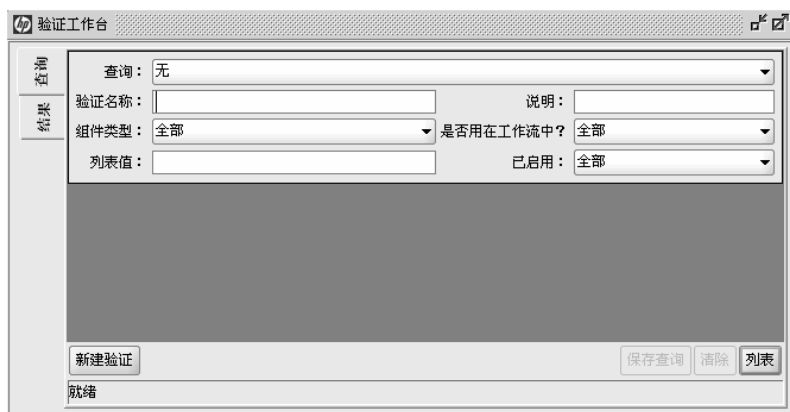 hp 验证工作台
查询
结果
查询： 无
验证名称： 说明：
组件类型： 全部 是否用在工作流中? 全部
列表值： 已启用： 全部
新建验证 保存查询 清除 列表
就绪